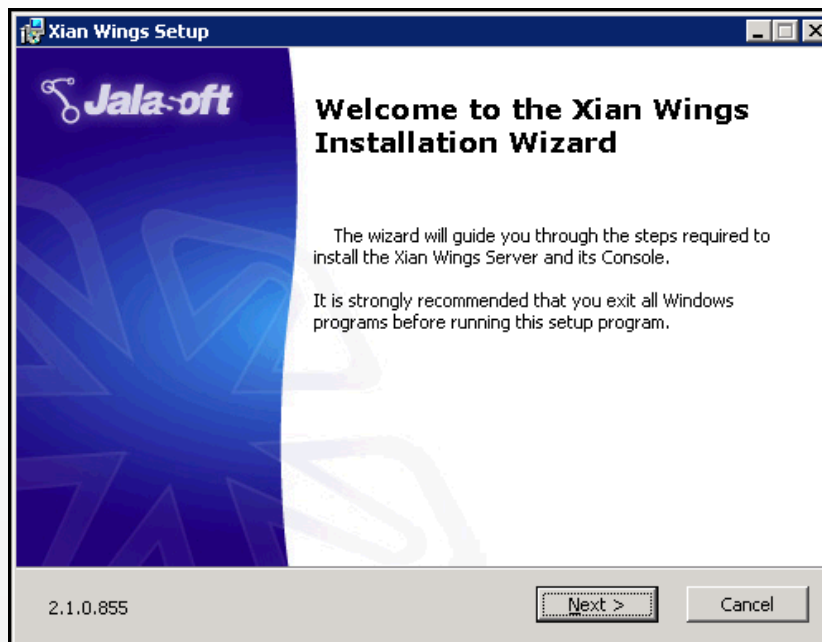 Xian Wings Setup
Jalasoft
Welcome to the Xian Wings
Installation Wizard
The wizard will guide you through the steps required to
install the Xian Wings Server and its Console.
It is strongly recommended that you exit all Windows
programs before running this setup program.
2.1.0.855
Next >
Cancel